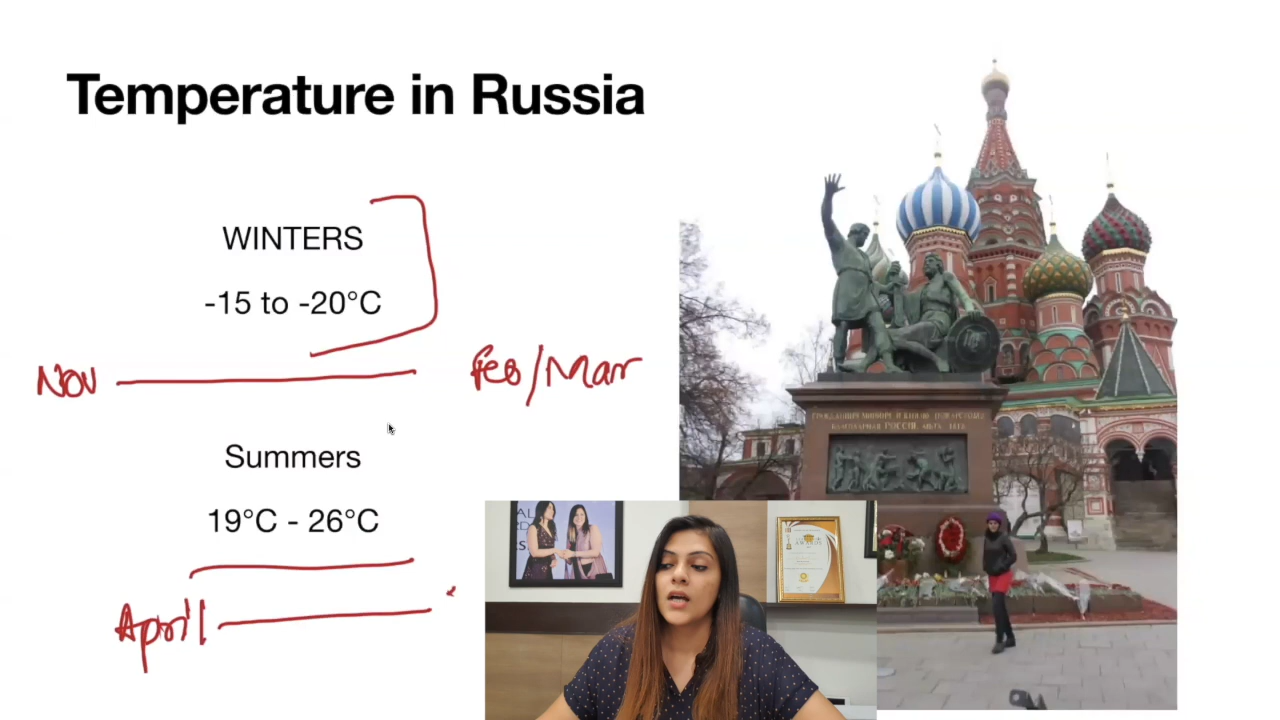 Temperature in Russia
WINTERS
-15 to -20°C
Nov
Feb/Mar
Summers
19°C - 26°C
April